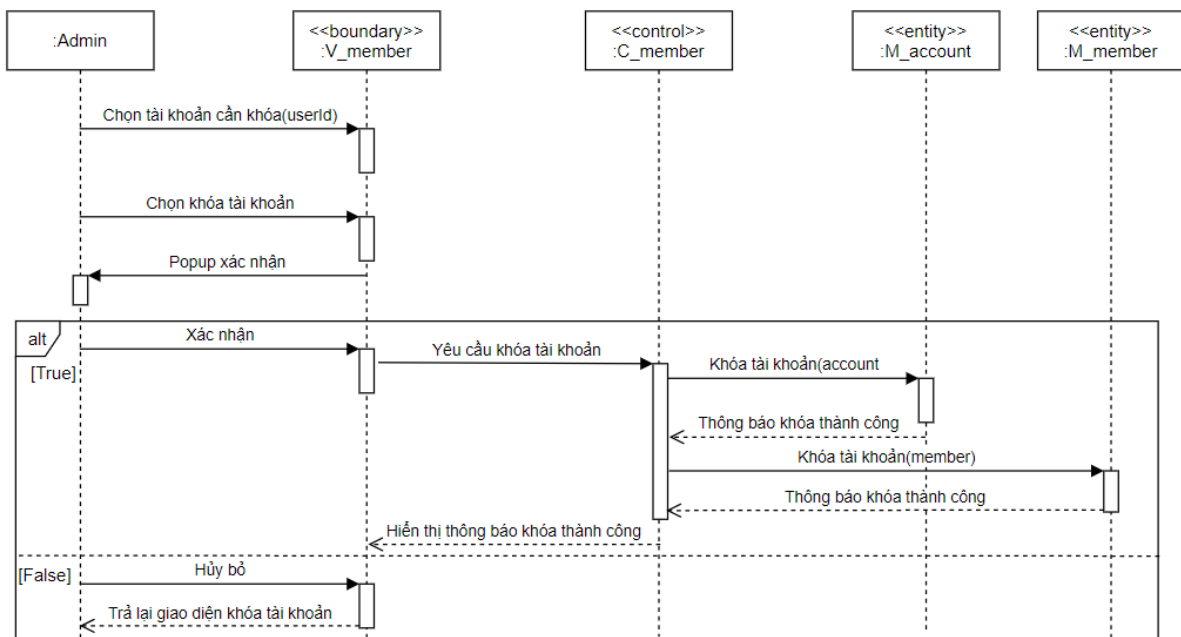 :Admin
<<boundary>>
:V_member
<<control>>
:C_member
<<entity>>
:M_account
<<entity>>
:M_member
Chọn tài khoản cần khóa(userId)
Chọn khóa tài khoản
Popup xác nhận
alt
Xác nhận
Yêu cầu khóa tài khoản
[True]
Khóa tài khoản(account
Thông báo khóa thành công
Khóa tài khoản(member)
Thông báo khóa thành công
Hiển thị thông báo khóa thành công
[False]
Hủy bỏ
Trả lại giao diện khóa tài khoản